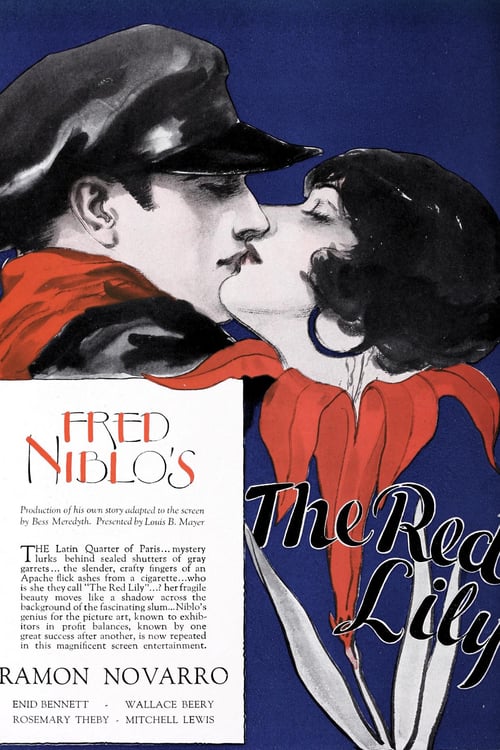 FRED
NIBLO'S
Production of his own story adapted to the screen
by Bess Meredyth. Presented by Louis B. Mayer
THE Latin Quarter of Paris... mystery
lurks behind sealed shutters of gray
garrets... the slender, crafty fingers of an
Apache flick ashes from a cigarette...who
is she they call "The Red Lily"...? her fragile
beauty moves like a shadow across the
background of the fascinating slum...Niblo's
genius for the picture art, known to exhib-
itors in profit balances, known by one
great success after another, is now repeated
in this magnificent screen entertainment.
RAMON NOVARRO
ENID BENNETT - WALLACE BEERY
ROSEMARY THEBY - MITCHELL LEWIS
The Red
Lily